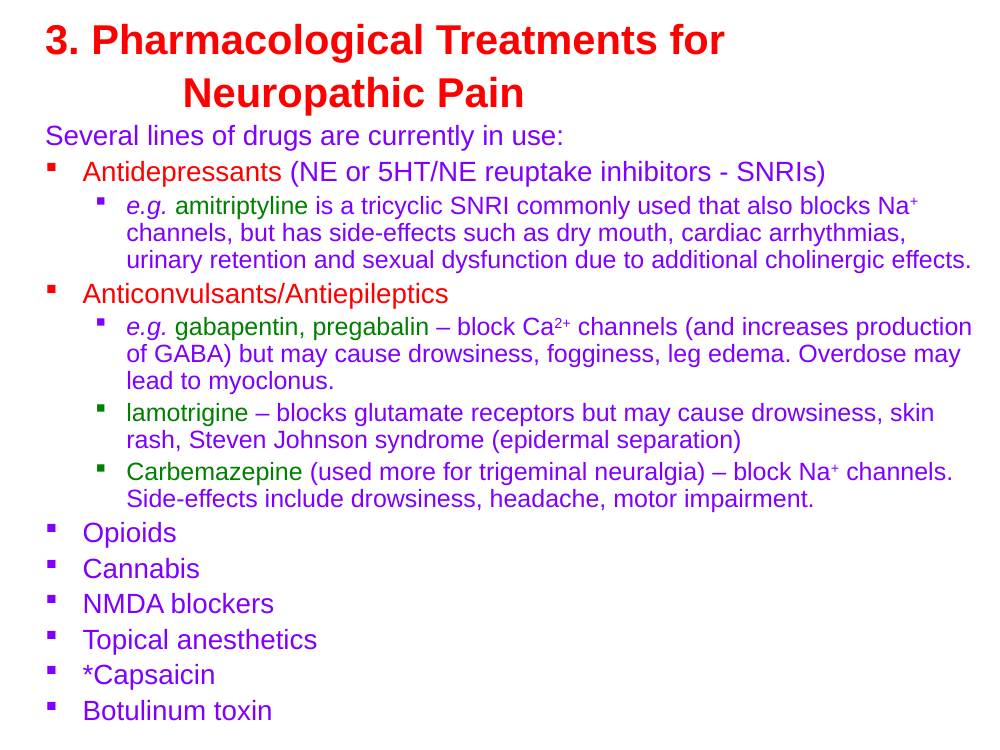 3. Pharmacological Treatments for
Neuropathic Pain
Several lines of drugs are currently in use:
▪ Antidepressants (NE or 5HT/NE reuptake inhibitors - SNRIs)
▪ e.g. amitriptyline is a tricyclic SNRI commonly used that also blocks Na⁺
channels, but has side-effects such as dry mouth, cardiac arrhythmias,
urinary retention and sexual dysfunction due to additional cholinergic effects.
▪ Anticonvulsants/Antiepileptics
▪ e.g. gabapentin, pregabalin – block Ca²⁺ channels (and increases production
of GABA) but may cause drowsiness, fogginess, leg edema. Overdose may
lead to myoclonus.
▪ lamotrigine – blocks glutamate receptors but may cause drowsiness, skin
rash, Steven Johnson syndrome (epidermal separation)
▪ Carbemazepine (used more for trigeminal neuralgia) – block Na⁺ channels.
Side-effects include drowsiness, headache, motor impairment.
▪ Opioids
▪ Cannabis
▪ NMDA blockers
▪ Topical anesthetics
▪ *Capsaicin
▪ Botulinum toxin